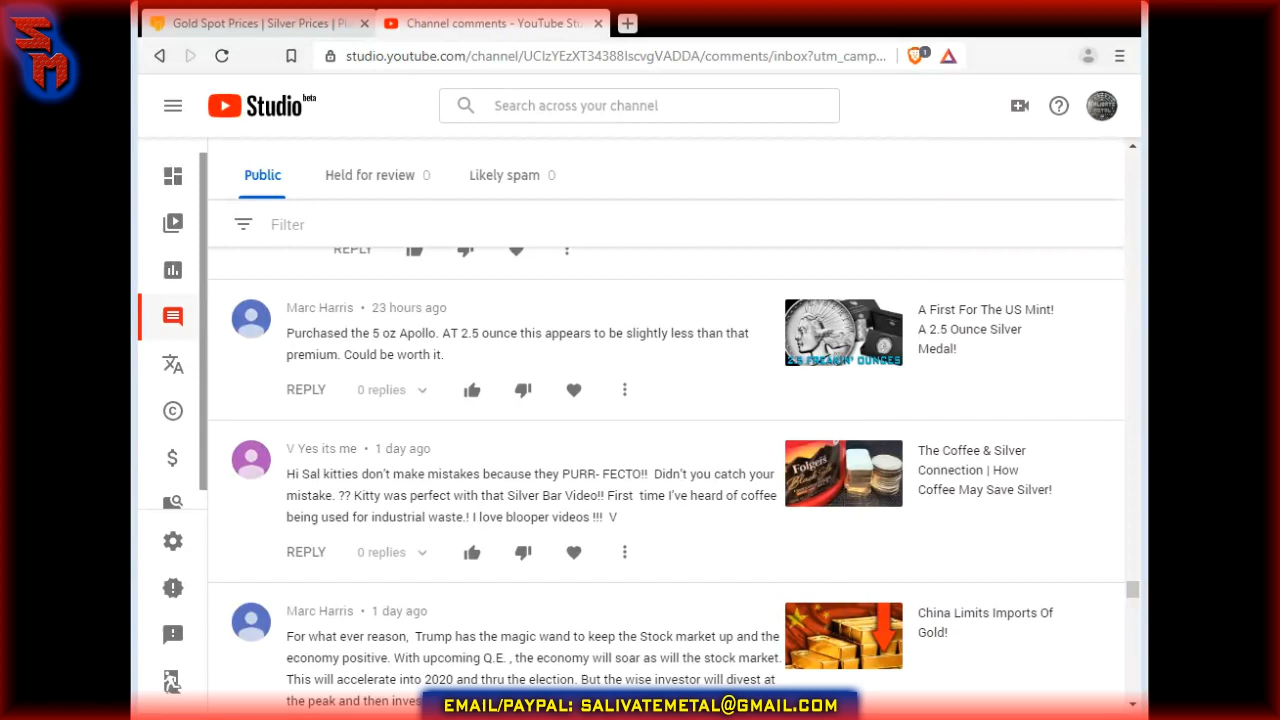 SM
Gold Spot Prices | Silver Prices | Pl
Channel comments - YouTube Stu
studio.youtube.com/channel/UCIzYEzXT34388IscvgVADDA/comments/inbox?utm_camp...
1
Studio beta
Search across your channel
Public
Held for review 0
Likely spam 0
Filter
REPLY
Marc Harris • 23 hours ago
Purchased the 5 oz Apollo. AT 2.5 ounce this appears to be slightly less than that
premium. Could be worth it.
REPLY 0 replies
2.5 FREAKIN' OUNCES
A First For The US Mint!
A 2.5 Ounce Silver
Medal!
V Yes its me • 1 day ago
Hi Sal kitties don't make mistakes because they PURR- FECTO!! Didn't you catch your
mistake. ?? Kitty was perfect with that Silver Bar Video!! First time I've heard of coffee
being used for industrial waste.! I love blooper videos !!! V
REPLY 0 replies
Folgers
The Coffee & Silver
Connection | How
Coffee May Save Silver!
Marc Harris • 1 day ago
For what ever reason, Trump has the magic wand to keep the Stock market up and the
economy positive. With upcoming Q.E. , the economy will soar as will the stock market.
This will accelerate into 2020 and thru the election. But the wise investor will divest at
the peak and then inves
China Limits Imports Of
Gold!
EMAIL/PAYPAL: SALIVATEMETAL@GMAIL.COM